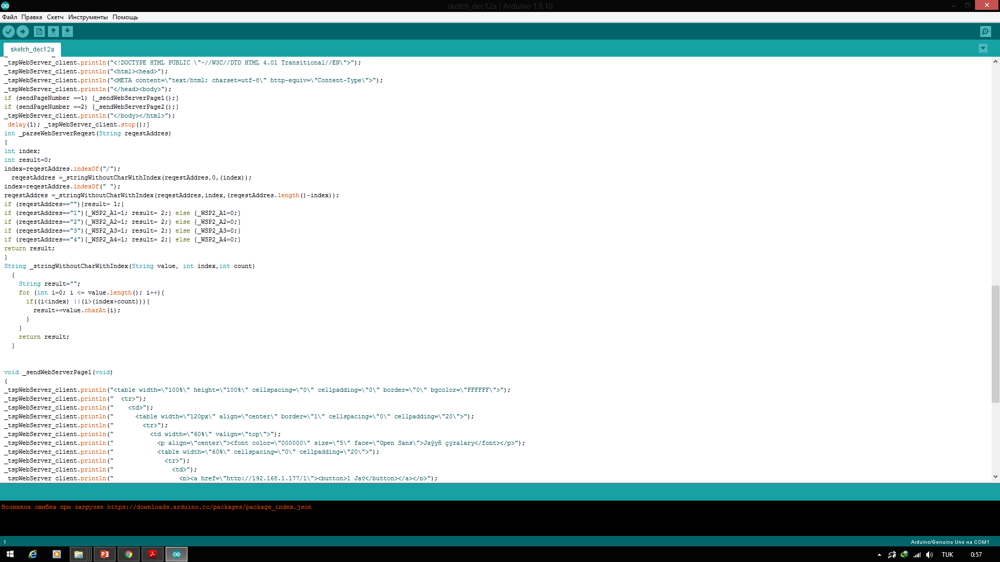 sketch_dec12a | Arduino 1.8.10
Файл Правка Скетч Инструменты Помощь
sketch_dec12a
_tspWebServer_client.println("<!DOCTYPE HTML PUBLIC \"-//W3C//DTD HTML 4.01 Transitional//EN\">");
_tspWebServer_client.println("<html><head>");
_tspWebServer_client.println("<META content=\"text/html; charset=utf-8\" http-equiv=\"Content-Type\">");
_tspWebServer_client.println("</head><body>");
if (sendPageNumber ==1) {_sendWebServerPage1();}
if (sendPageNumber ==2) {_sendWebServerPage2();}
_tspWebServer_client.println("</body></html>");
 delay(1); _tspWebServer_client.stop();}
int _parseWebServerReqest(String reqestAddres)
{
int index;
int result=0;
index=reqestAddres.indexOf("/");
  reqestAddres =_stringWithoutCharWithIndex(reqestAddres,0,(index));
index=reqestAddres.indexOf(" ");
reqestAddres =_stringWithoutCharWithIndex(reqestAddres,index,(reqestAddres.length()-index));
if (reqestAddres==""){result= 1;}
if (reqestAddres=="1"){_WSP2_A1=1; result= 2;} else {_WSP2_A1=0;}
if (reqestAddres=="2"){_WSP2_A2=1; result= 2;} else {_WSP2_A2=0;}
if (reqestAddres=="3"){_WSP2_A3=1; result= 2;} else {_WSP2_A3=0;}
if (reqestAddres=="4"){_WSP2_A4=1; result= 2;} else {_WSP2_A4=0;}
return result;
}
String _stringWithoutCharWithIndex(String value, int index,int count)
  {
    String result="";
    for (int i=0; i <= value.length(); i++){
      if((i<index) ||(i>(index+count))){
        result+=value.charAt(i);
      }
    }
    return result;
  }
void _sendWebServerPage1(void)
{
_tspWebServer_client.println("<table width=\"100%\" height=\"100%\" cellspacing=\"0\" cellpadding=\"0\" border=\"0\" bgcolor=\"FFFFFF\">");
_tspWebServer_client.println("  <tr>");
_tspWebServer_client.println("    <td>");
_tspWebServer_client.println("      <table width=\"120px\" align=\"center\" border=\"1\" cellspacing=\"0\" cellpadding=\"20\">");
_tspWebServer_client.println("        <tr>");
_tspWebServer_client.println("          <td width=\"60%\" valign=\"top\">");
_tspWebServer_client.println("            <p align=\"center\"><font color=\"000000\" size=\"5\" face=\"Open Sans\">Jaýyň çyralary</font></p>");
_tspWebServer_client.println("            <table width=\"60%\" cellspacing=\"0\" cellpadding=\"20\">");
_tspWebServer_client.println("              <tr>");
_tspWebServer_client.println("                <td>");
_tspWebServer_client.println("                  <p><a href=\"http://192.168.1.177/1\"><button>1 Jaý</button></a></p>");
Возникла ошибка при загрузке https://downloads.arduino.cc/packages/package_index.json
1
Arduino/Genuino Uno на COM1
TUK
0:57